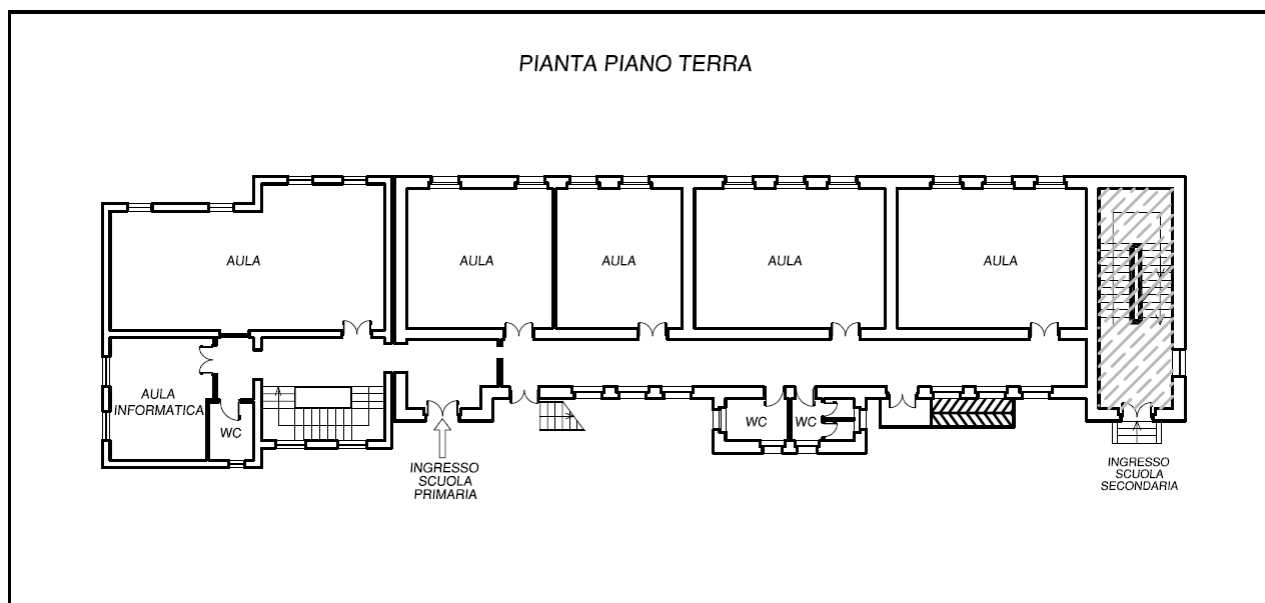 PIANTA PIANO TERRA
AULA
AULA
AULA
AULA
AULA
AULA
INFORMATICA
WC
WC
WC
INGRESSO
SCUOLA
PRIMARIA
INGRESSO
SCUOLA
SECONDARIA